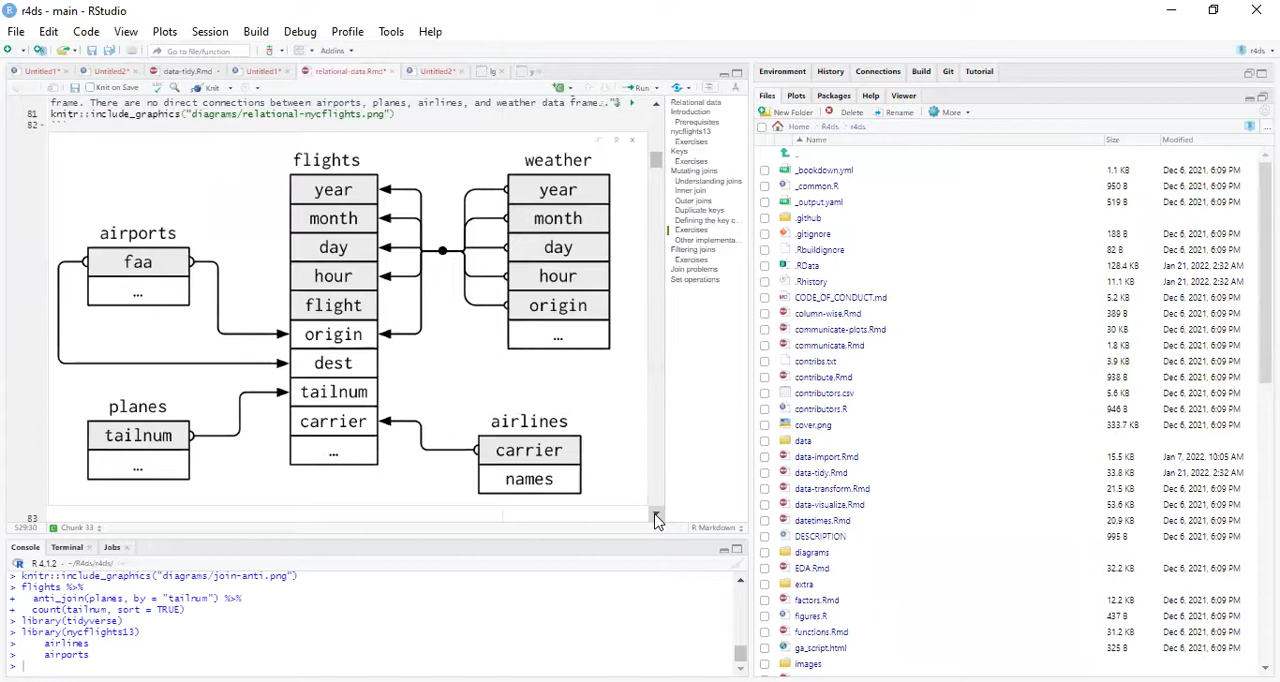 r4ds - main - RStudio
File Edit Code View Plots Session Build Debug Profile Tools Help
Go to file/function Addins r4ds
Untitled1* Untitled2* data-tidy.Rmd Untitled1* relational-data.Rmd* Untitled2* lg y
Knit on Save Knit Run
frame. There are no direct connections between airports, planes, airlines, and weather data frame..."
81 knitr::include_graphics("diagrams/relational-nycflights.png")
82 ```
flights
year
month
day
hour
flight
origin
dest
tailnum
carrier
...
weather
year
month
day
hour
origin
...
airports
faa
...
planes
tailnum
...
airlines
carrier
names
83
529:30 Chunk 33 R Markdown
Relational data
Introduction
Prerequisites
nycflights13
Exercises
Keys
Exercises
Mutating joins
Understanding joins
Inner join
Outer joins
Duplicate keys
Defining the key c...
Exercises
Other implementa...
Filtering joins
Exercises
Join problems
Set operations
Console Terminal Jobs
R 4.1.2 · ~/R4ds/r4ds/
> knitr::include_graphics("diagrams/join-anti.png")
> flights %>%
+ anti_join(planes, by = "tailnum") %>%
+ count(tailnum, sort = TRUE)
> library(tidyverse)
> library(nycflights13)
> airlines
> airports
>
Environment History Connections Build Git Tutorial
Files Plots Packages Help Viewer
New Folder Delete Rename More
Home R4ds r4ds
Name Size Modified
..
_bookdown.yml 1.1 KB Dec 6, 2021, 6:09 PM
_common.R 950 B Dec 6, 2021, 6:09 PM
_output.yaml 519 B Dec 6, 2021, 6:09 PM
.github
.gitignore 188 B Dec 6, 2021, 6:09 PM
.Rbuildignore 82 B Dec 6, 2021, 6:09 PM
.RData 128.4 KB Jan 21, 2022, 2:32 AM
.Rhistory 11.1 KB Jan 21, 2022, 2:32 AM
CODE_OF_CONDUCT.md 5.2 KB Dec 6, 2021, 6:09 PM
column-wise.Rmd 389 B Dec 6, 2021, 6:09 PM
communicate-plots.Rmd 30 KB Dec 6, 2021, 6:09 PM
communicate.Rmd 1.8 KB Dec 6, 2021, 6:09 PM
contribs.txt 3.9 KB Dec 6, 2021, 6:09 PM
contribute.Rmd 938 B Dec 6, 2021, 6:09 PM
contributors.csv 5.6 KB Dec 6, 2021, 6:09 PM
contributors.R 946 B Dec 6, 2021, 6:09 PM
cover.png 333.7 KB Dec 6, 2021, 6:09 PM
data
data-import.Rmd 15.5 KB Jan 7, 2022, 10:05 AM
data-tidy.Rmd 33.8 KB Jan 21, 2022, 2:32 AM
data-transform.Rmd 21.5 KB Dec 6, 2021, 6:09 PM
data-visualize.Rmd 53.6 KB Dec 6, 2021, 6:09 PM
datetimes.Rmd 20.9 KB Dec 6, 2021, 6:09 PM
DESCRIPTION 995 B Dec 6, 2021, 6:09 PM
diagrams
EDA.Rmd 32.2 KB Dec 6, 2021, 6:09 PM
extra
factors.Rmd 12.2 KB Dec 6, 2021, 6:09 PM
figures.R 437 B Dec 6, 2021, 6:09 PM
functions.Rmd 31.2 KB Dec 6, 2021, 6:09 PM
ga_script.html 325 B Dec 6, 2021, 6:09 PM
images